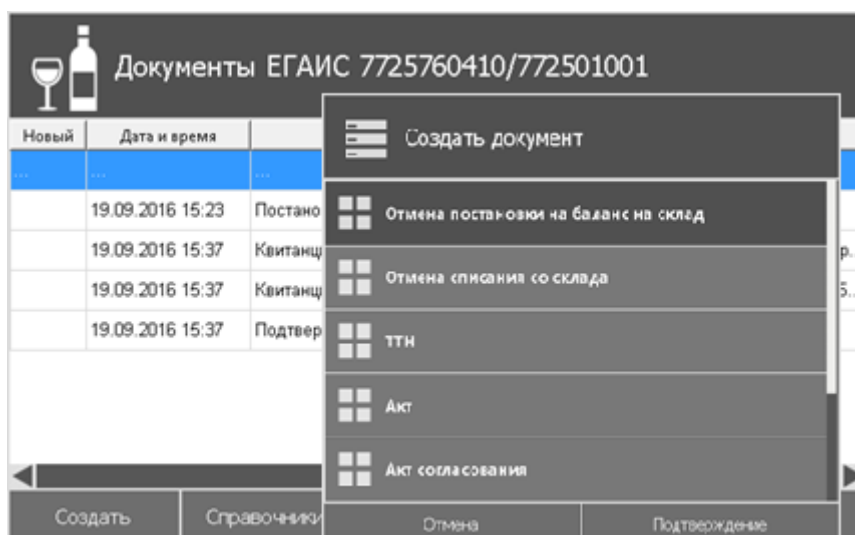 Документы ЕГАИС 7725760410/772501001
Новый Дата и время
Создать документ
... ... ...
Отмена постановки на баланс на склад
19.09.2016 15:23 Постано
19.09.2016 15:37 Квитанц р.
Отмена списания со склада
19.09.2016 15:37 Квитанц 5..
19.09.2016 15:37 Подтвер
ТТН
Акт
Акт согласования
Создать Справочники Отмена Подтверждение